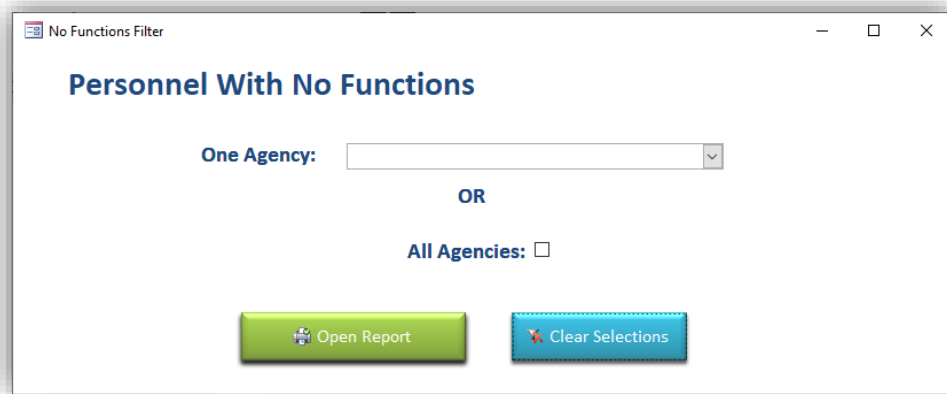 No Functions Filter
Personnel With No Functions
One Agency:
OR
All Agencies:
Open Report Clear Selections